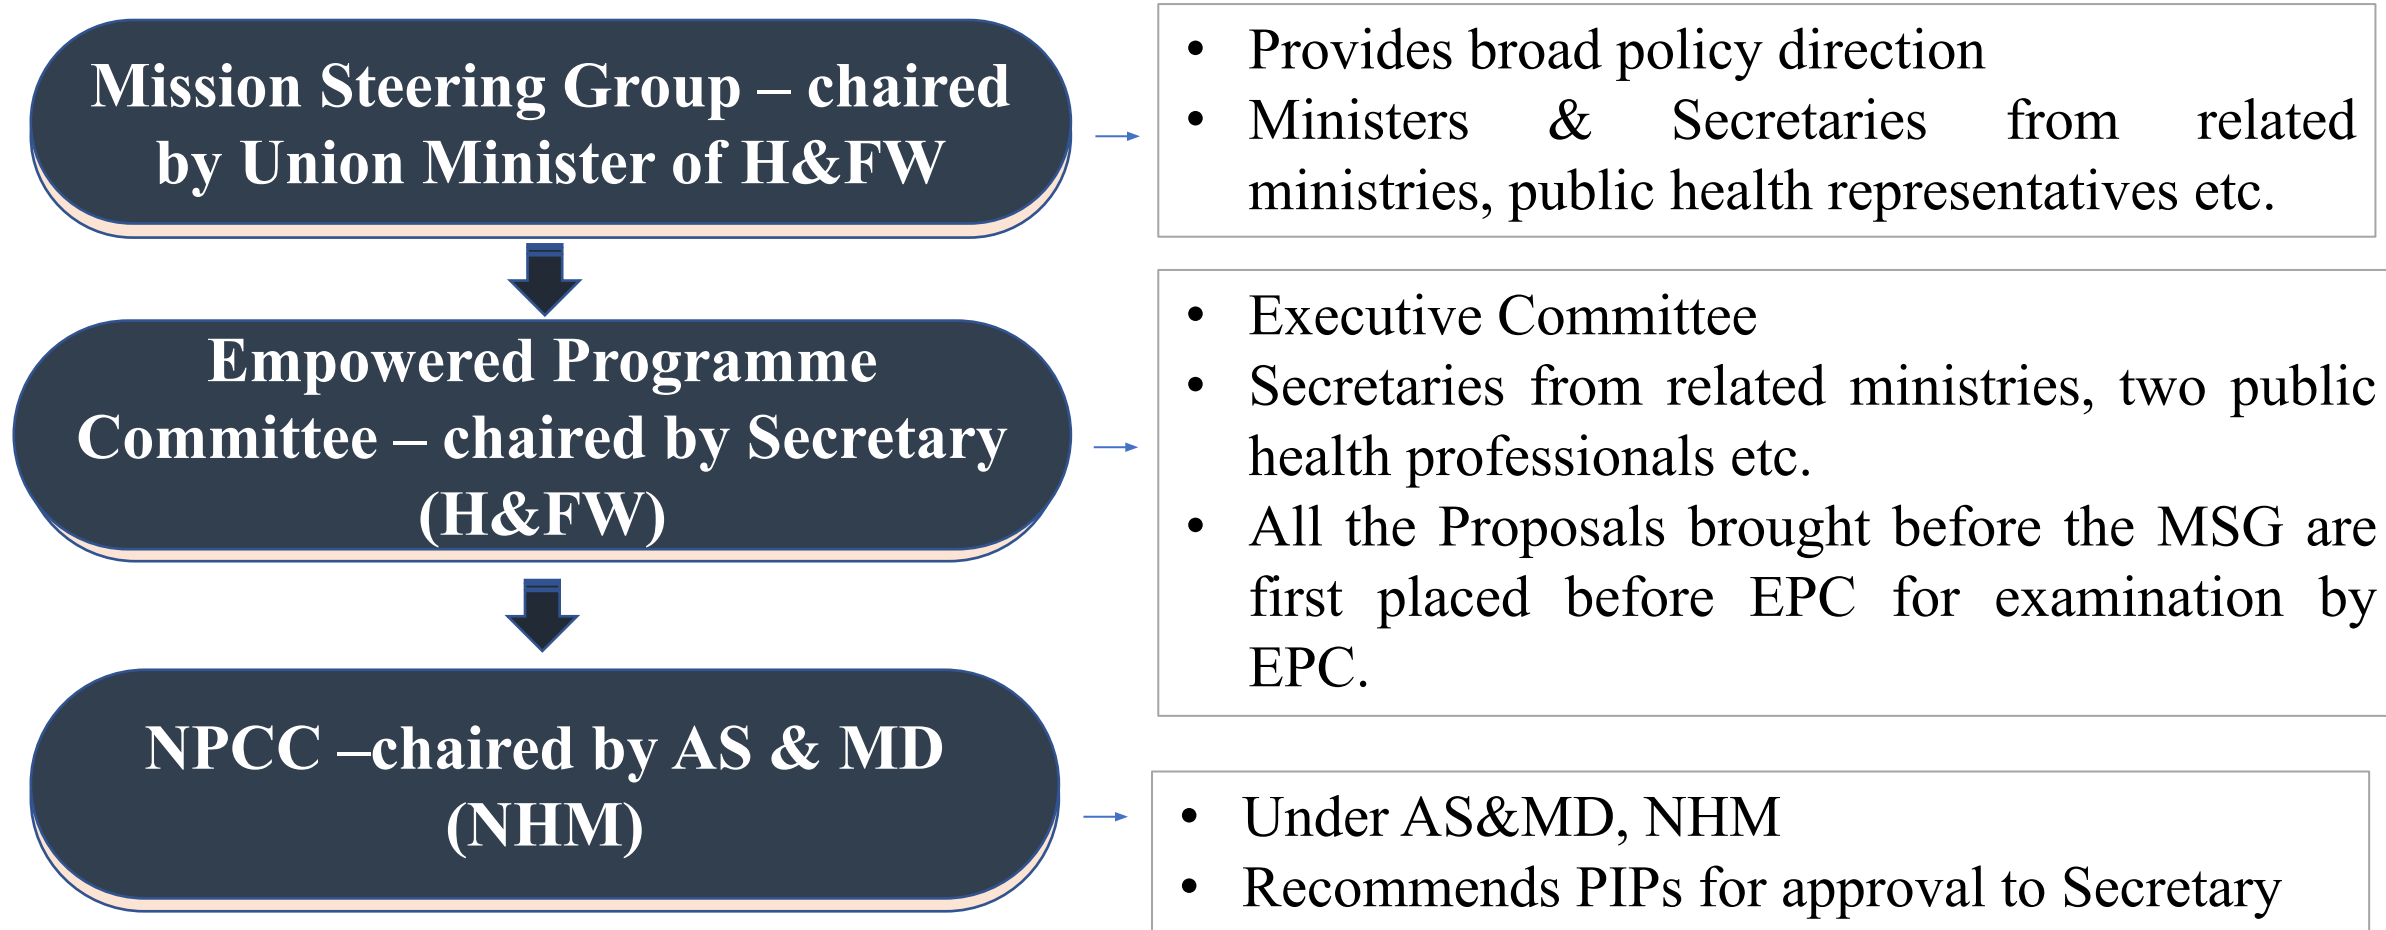 Mission Steering Group – chaired
by Union Minister of H&FW
• Provides broad policy direction
• Ministers & Secretaries from related
ministries, public health representatives etc.
Empowered Programme
Committee – chaired by Secretary
(H&FW)
• Executive Committee
• Secretaries from related ministries, two public
health professionals etc.
• All the Proposals brought before the MSG are
first placed before EPC for examination by
EPC.
NPCC –chaired by AS & MD
(NHM)
• Under AS&MD, NHM
• Recommends PIPs for approval to Secretary